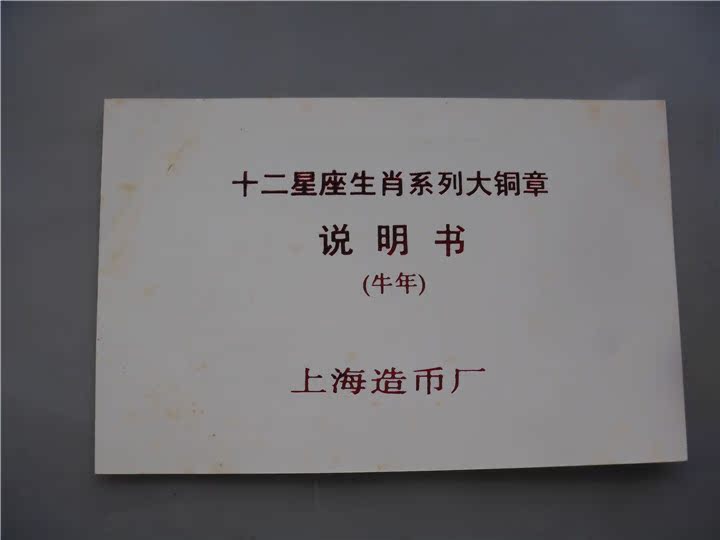 十二星座生肖系列大铜章
说明书
(牛年)
上海造币厂